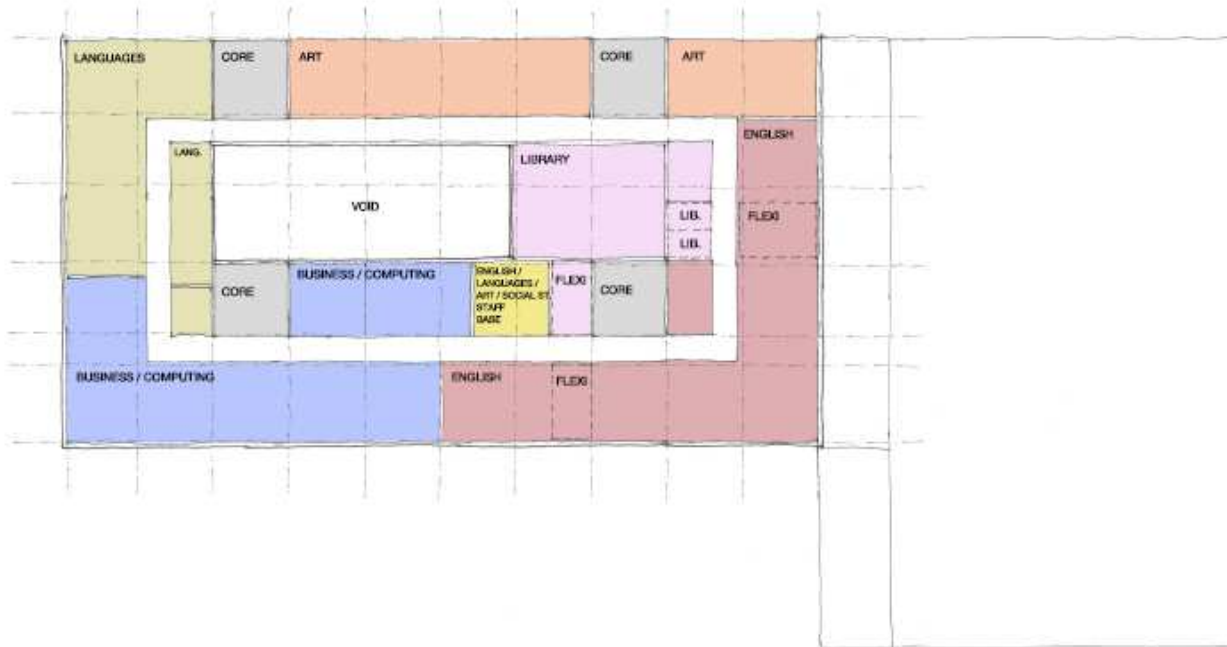 LANGUAGES
CORE
ART
CORE
ART
ENGLISH
LANG.
LIBRARY
VOID
LIB.
FLEXI
LIB.
CORE
BUSINESS / COMPUTING
ENGLISH /
LANGUAGES /
ART / SOCIAL ST.
STAFF
BASE
FLEXI
CORE
BUSINESS / COMPUTING
ENGLISH
FLEXI